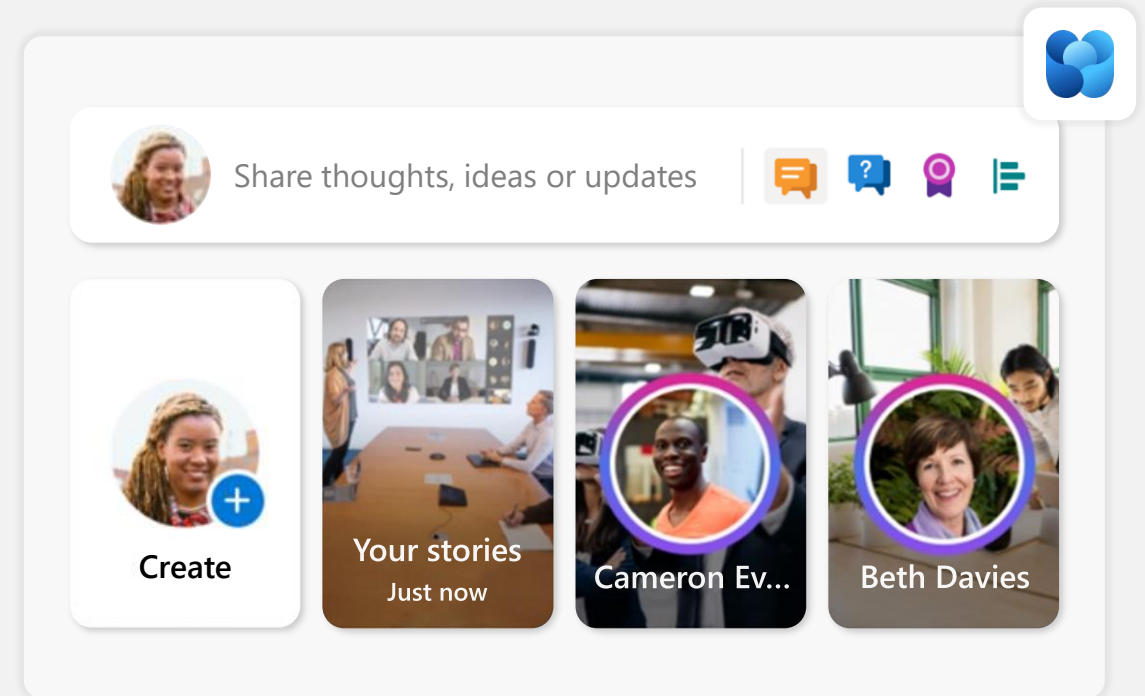 Share thoughts, ideas or updates
?
Create
Your stories
Just now
Cameron Ev...
Beth Davies